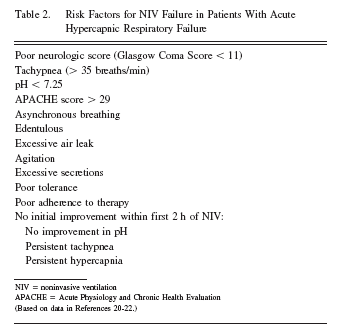 Table 2. Risk Factors for NIV Failure in Patients With Acute
Hypercapnic Respiratory Failure
Poor neurologic score (Glasgow Coma Score < 11)
Tachypnea (> 35 breaths/min)
pH < 7.25
APACHE score > 29
Asynchronous breathing
Edentulous
Excessive air leak
Agitation
Excessive secretions
Poor tolerance
Poor adherence to therapy
No initial improvement within first 2 h of NIV:
No improvement in pH
Persistent tachypnea
Persistent hypercapnia
NIV = noninvasive ventilation
APACHE = Acute Physiology and Chronic Health Evaluation
(Based on data in References 20-22.)